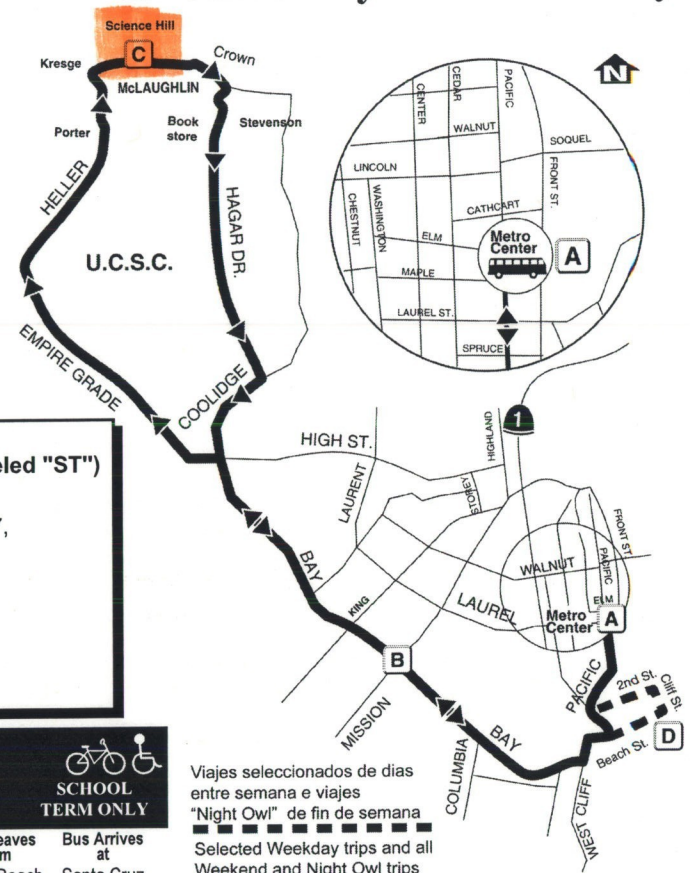 Science Hill
C
Kresge
Crown
McLAUGHLIN
Porter
Book
store
Stevenson
HELLER
HAGAR DR.
U.C.S.C.
EMPIRE GRADE
COOLIDGE
N
CENTER
CEDAR
PACIFIC
WALNUT
SOQUEL
LINCOLN
FRONT ST.
CHESTNUT
WASHINGTON
CATHCART
ELM
Metro
Center
A
MAPLE
LAUREL ST.
SPRUCE
1
HIGH ST.
HIGHLAND
LAURENT
STOREY
BAY
KING
WALNUT
FRONT ST.
PACIFIC
LAUREL
ELM
Metro
Center
A
B
MISSION
PACIFIC
2nd St.
Cliff St.
Beach St.
D
BAY
COLUMBIA
WEST CLIFF
eled "ST")
SCHOOL
TERM ONLY
Bus Arrives
at
Beach
Santa Cruz
Viajes seleccionados de dias
entre semana e viajes
“Night Owl” de fin de semana
Selected Weekday trips and all
Weekend and Night Owl trips